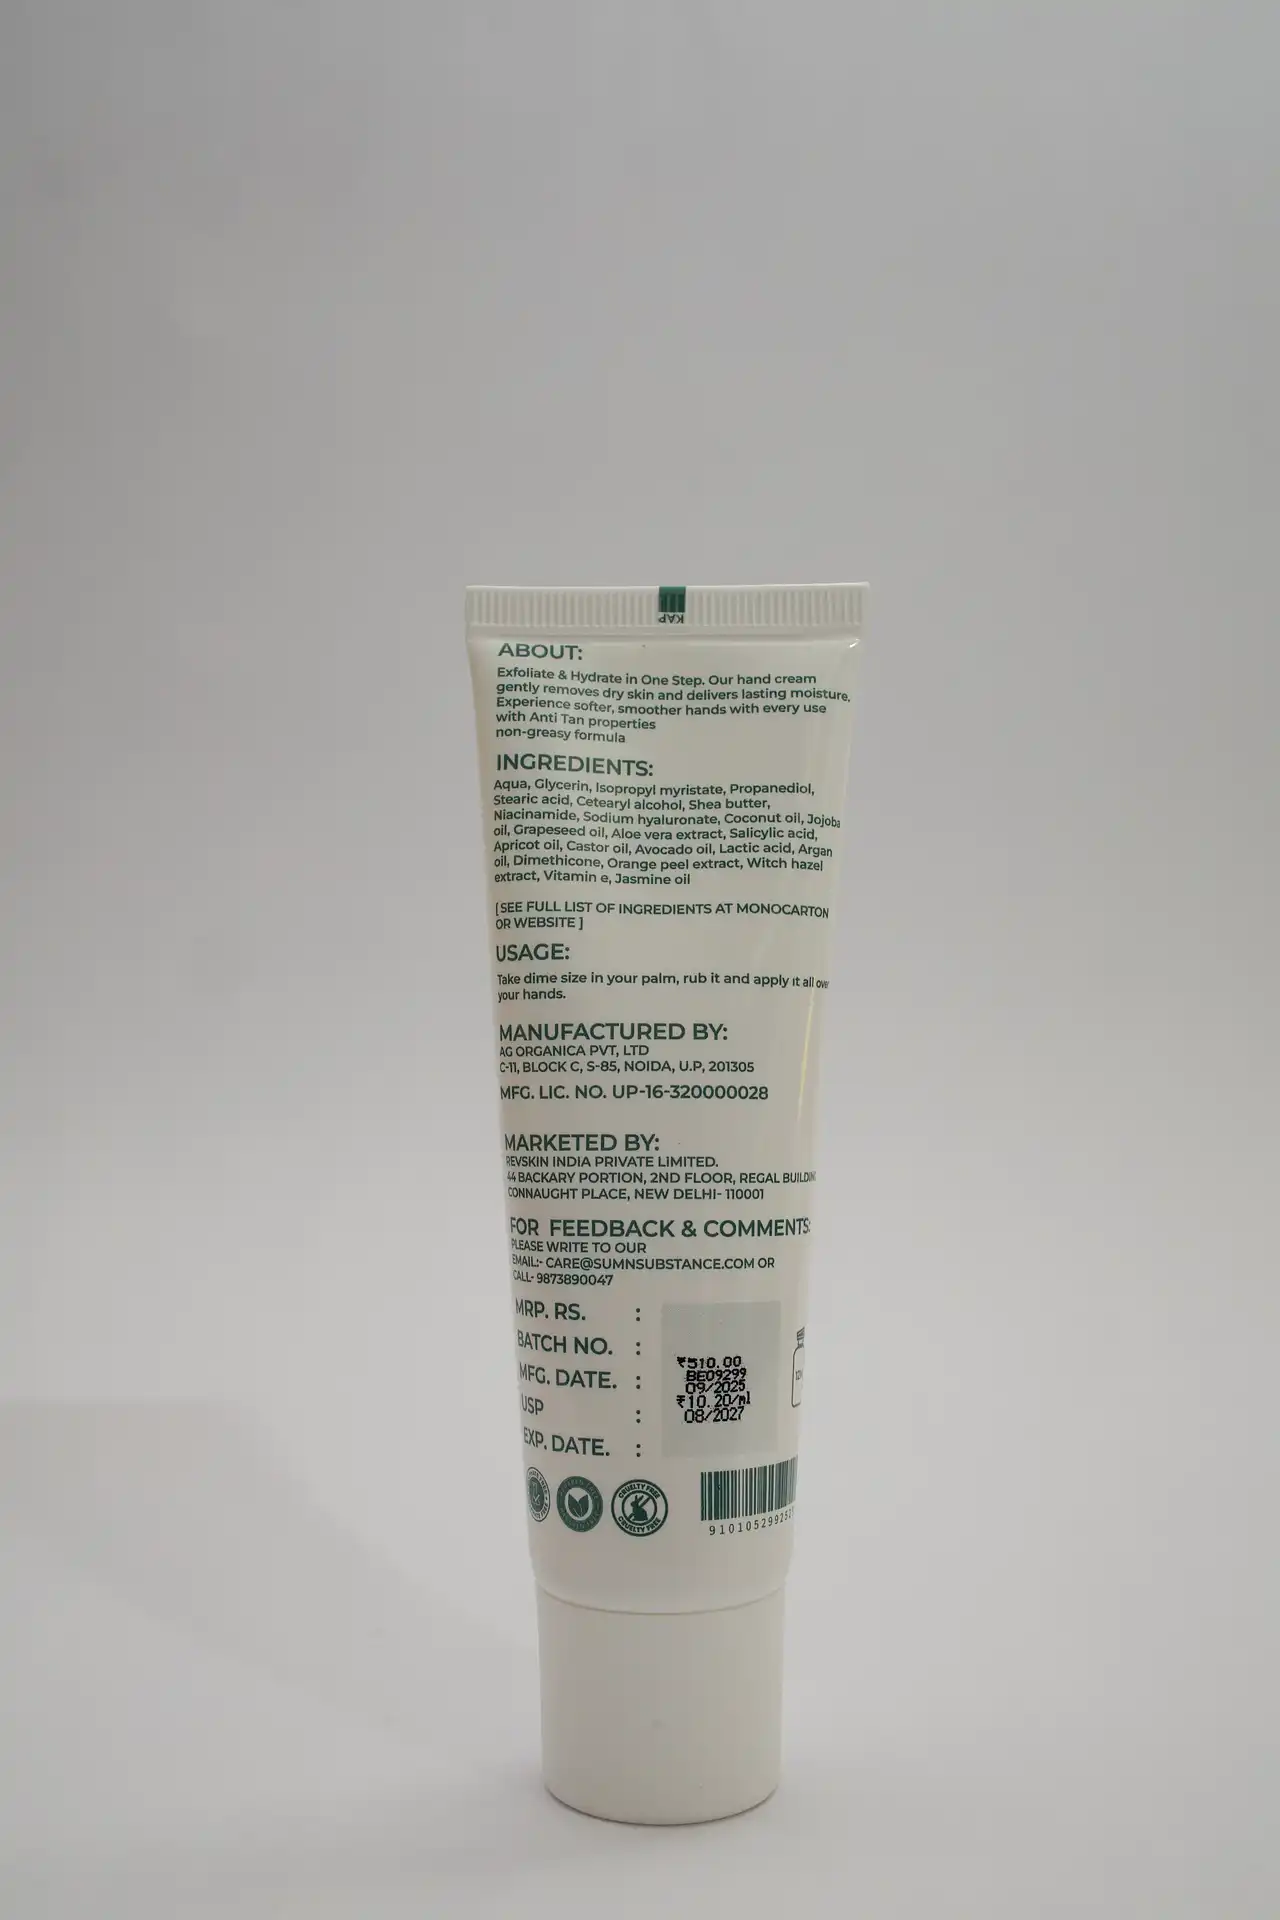 KAP
ABOUT:
Exfoliate & Hydrate in One Step. Our hand cream
gently removes dry skin and delivers lasting moisture.
Experience softer, smoother hands with every use
with Anti Tan properties
non-greasy formula
INGREDIENTS:
Aqua, Glycerin, Isopropyl myristate, Propanediol,
Stearic acid, Cetearyl alcohol, Shea butter,
Niacinamide, Sodium hyaluronate, Coconut oil, Jojoba
oil, Grapeseed oil, Aloe vera extract, Salicylic acid,
Apricot oil, Castor oil, Avocado oil, Lactic acid, Argan
oil, Dimethicone, Orange peel extract, Witch hazel
extract, Vitamin e, Jasmine oil
[ SEE FULL LIST OF INGREDIENTS AT MONOCARTON
OR WEBSITE ]
USAGE:
Take dime size in your palm, rub it and apply it all over
your hands.
MANUFACTURED BY:
AG ORGANICA PVT, LTD
C-11, BLOCK C, S-85, NOIDA, U.P, 201305
MFG. LIC. NO. UP-16-320000028
MARKETED BY:
REVSKIN INDIA PRIVATE LIMITED.
44 BACKARY PORTION, 2ND FLOOR, REGAL BUILDING
CONNAUGHT PLACE, NEW DELHI- 110001
FOR FEEDBACK & COMMENTS:
PLEASE WRITE TO OUR
EMAIL:- CARE@SUMNSUBSTANCE.COM OR
CALL- 9873890047
MRP. RS. :
BATCH NO. :
MFG. DATE. :
USP :
EXP. DATE. :
₹510.00
BE09299
09/2025
₹10.20/ml
08/2027
CRUELTY FREE
CRUELTY FREE